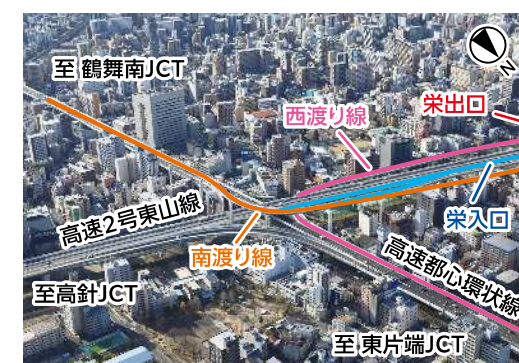 至 鶴舞南JCT
N
栄出口
西渡り線
高速2号東山線
栄入口
南渡り線
高速都心環状線
至高針JCT
至 東片端JCT